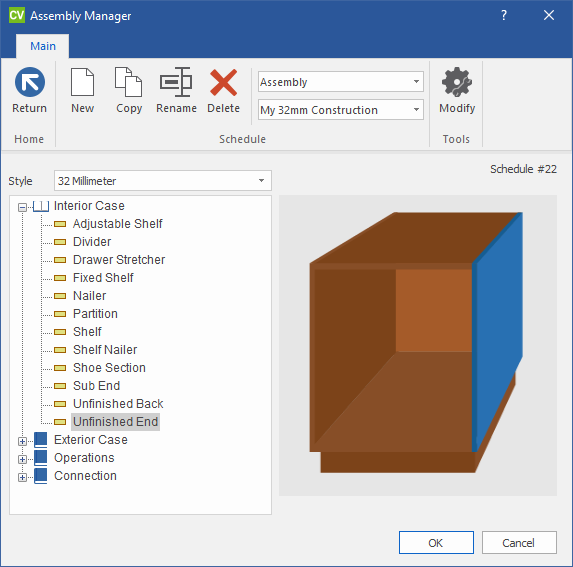 CV Assembly Manager ?
Main
Return New Copy Rename Delete Assembly My 32mm Construction Modify
Home Schedule Tools
Schedule #22
Style 32 Millimeter
Interior Case
Adjustable Shelf
Divider
Drawer Stretcher
Fixed Shelf
Nailer
Partition
Shelf
Shelf Nailer
Shoe Section
Sub End
Unfinished Back
Unfinished End
Exterior Case
Operations
Connection
OK Cancel